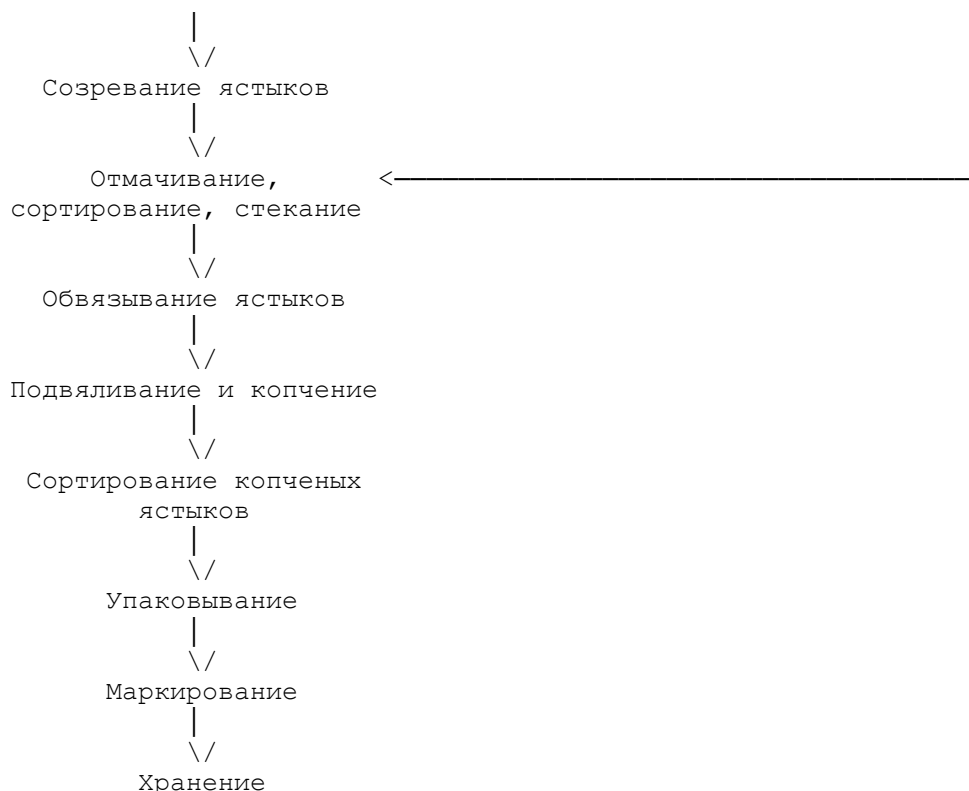 Созревание ястыков
Отмачивание,
сортирование, стекание
Обвязывание ястыков
Подвяливание и копчение
Сортирование копченых
ястыков
Упаковывание
Маркирование
Хранение